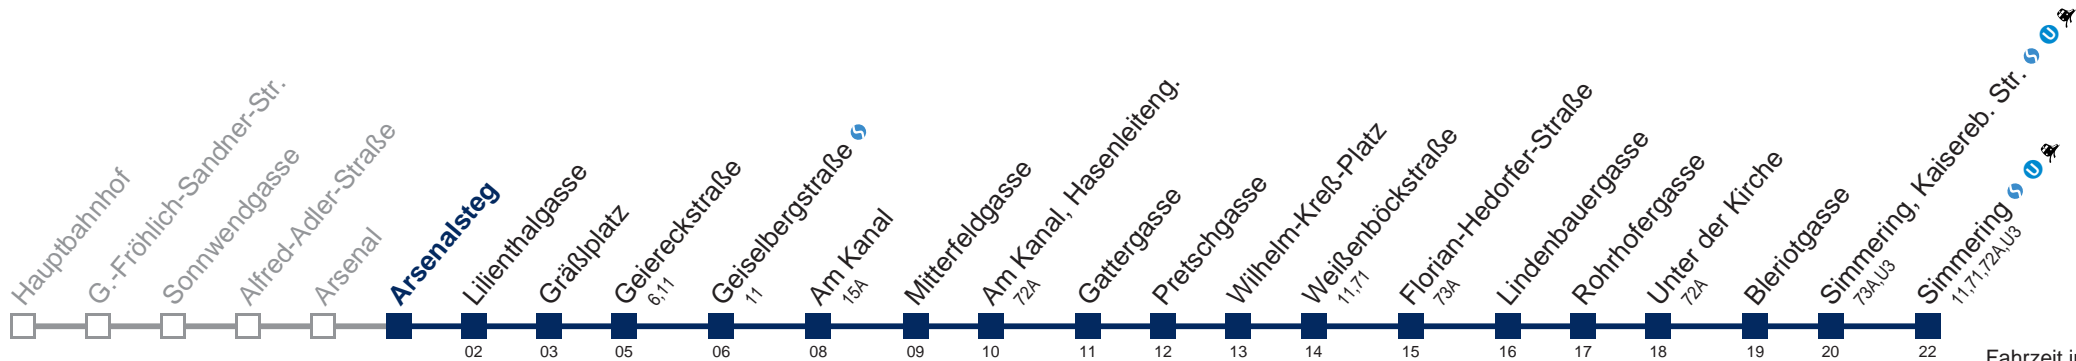 Hauptbahnhof
G.-Fröhlich-Sandner-Str.
Sonnwendgasse
Alfred-Adler-Straße
Arsenal
Arsenalsteg
Lilienthalgasse
02
Gräßlplatz
03
Geiereckstraße
6,11
05
Geiselbergstraße
11
06
Am Kanal
15A
08
Mitterfeldgasse
09
Am Kanal, Hasenleiteng.
72A
10
Gattergasse
11
Pretschgasse
12
Wilhelm-Kreß-Platz
13
Weißenböckstraße
11,71
14
Florian-Hedorfer-Straße
73A
15
Lindenbauergasse
16
Rohrhofergasse
17
Unter der Kirche
72A
18
Bleriotgasse
19
Simmering, Kaisereb. Str. S U
73A,U3
20
Simmering S U
11,71,72A,U3
22
Fahrzeit